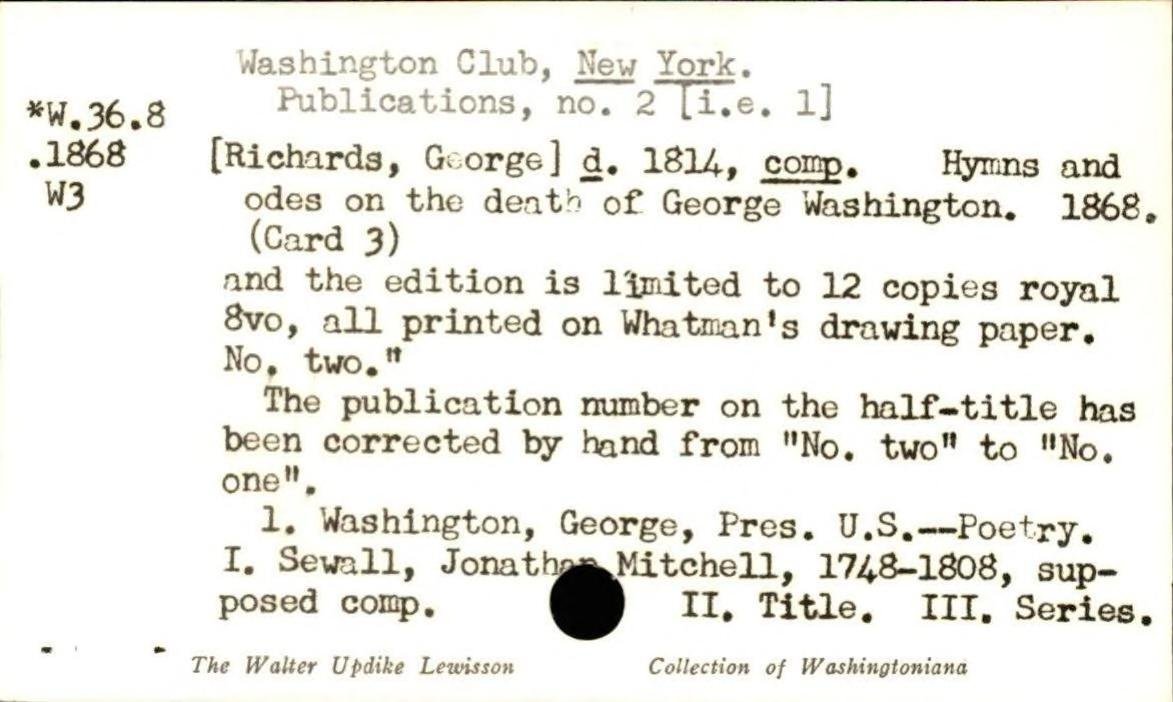 Washington Club, New York.
Publications, no. 2 [i.e. 1]
*W.36.8
.1868
W3
[Richards, George] d. 1814, comp. Hymns and
odes on the death of George Washington. 1868.
(Card 3)
and the edition is limited to 12 copies royal
8vo, all printed on Whatman's drawing paper.
No. two."
The publication number on the half-title has
been corrected by hand from "No. two" to "No.
one".
1. Washington, George, Pres. U.S.--Poetry.
I. Sewall, Jonathan Mitchell, 1748-1808, sup-
posed comp. II. Title. III. Series.
The Walter Updike Lewisson Collection of Washingtoniana